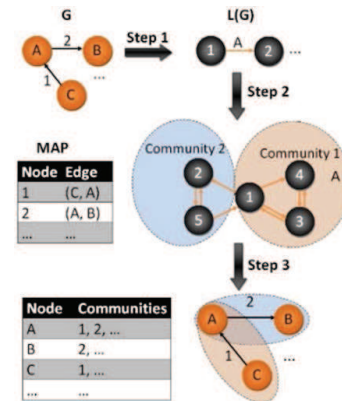 G
L(G)
A 2 B
Step 1
1 A 2 ...
...
1
C
Step 2
MAP
Node Edge
1 (C, A)
2 (A, B)
... ...
Community 2
Community 1
A
2
4
1
5
3
Step 3
Node Communities
A 1, 2, ...
B 2, ...
C 1, ...
... ...
2
A B
1
...
C